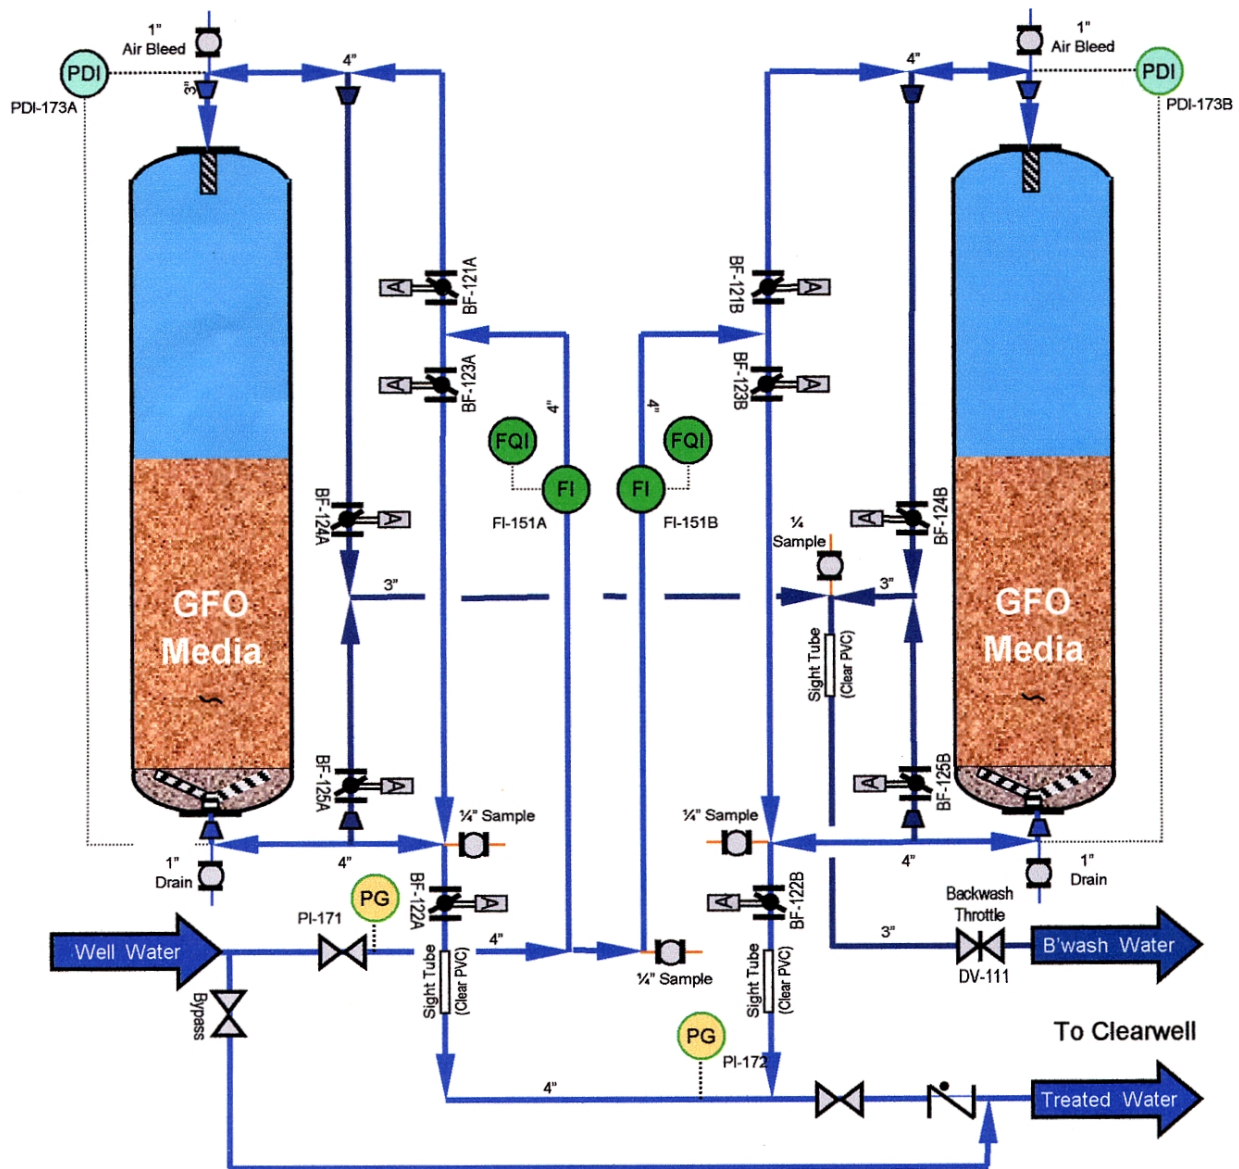 1"
Air Bleed
4"
PDI
PDI-173A
3"
1"
Air Bleed
4"
PDI
PDI-173B
BF-121A
A
BF-121B
A
BF-123A
A
BF-123B
A
4"
4"
FQI
FQI
FI
FI
FI-151A
FI-151B
BF-124A
A
BF-124B
A
¼
Sample
3"
3"
GFO
Media
GFO
Media
Sight Tube
(Clear PVC)
BF-125A
A
BF-125B
A
¼" Sample
¼" Sample
4"
4"
1"
Drain
1"
Drain
BF-122A
A
BF-122B
A
PG
PI-171
Backwash
Throttle
DV-111
3"
4"
Well Water
B'wash Water
¼" Sample
Sight Tube
(Clear PVC)
Sight Tube
(Clear PVC)
Bypass
PG
PI-172
To Clearwell
4"
Treated Water